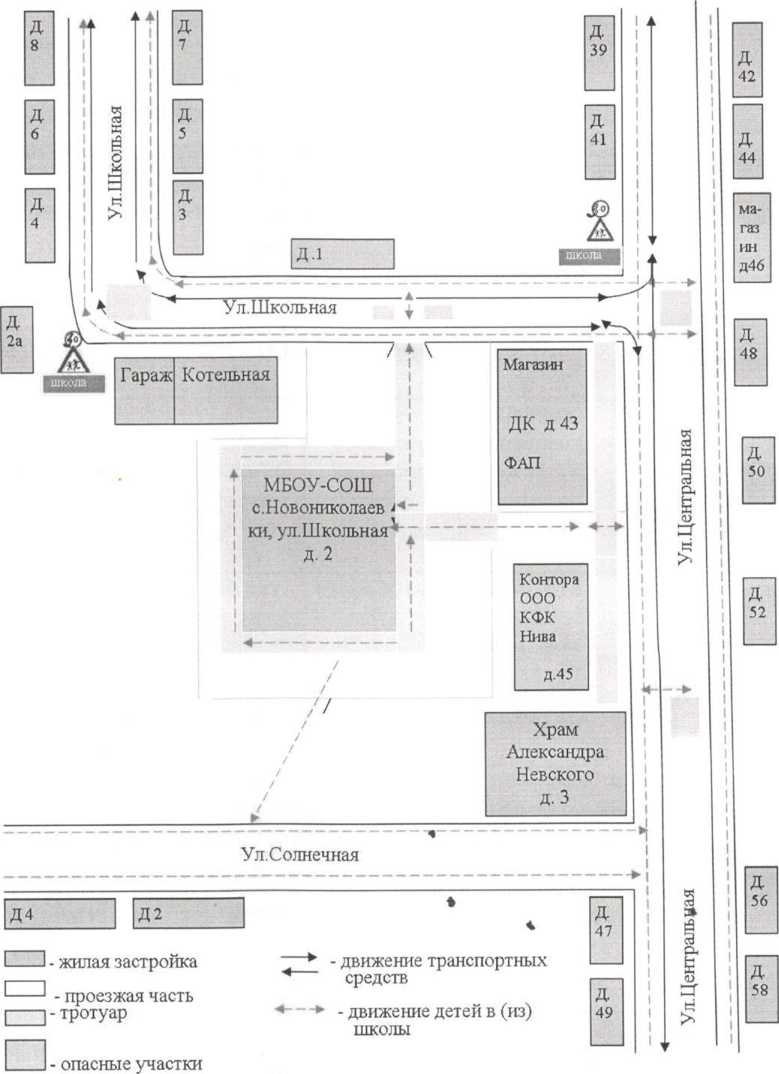 Д.
8
Д.
7
Д.
39
Д.
42
Д.
6
Д.
5
Д.
41
Д.
44
Ул.Школьная
Д.
4
Д.
3
ма-
газ
ин
д46
Д.1
школа
Ул.Школьная
Д.
2а
школа
Гараж
Котельная
Магазин
ДК д 43
ФАП
Д.
48
МБОУ-СОШ
с.Новониколаев
ки, ул.Школьная
д. 2
Ул.Центральная
Д.
50
Контора
ООО
КФК
Нива
д.45
Д.
52
Храм
Александра
Невского
д. 3
Ул.Солнечная
Д 4
Д 2
Д.
47
Д.
56
Ул.Центральная
Д.
49
Д.
58
- жилая застройка
- проезжая часть
- тротуар
- опасные участки
- движение транспортных
средств
- движение детей в (из)
школы